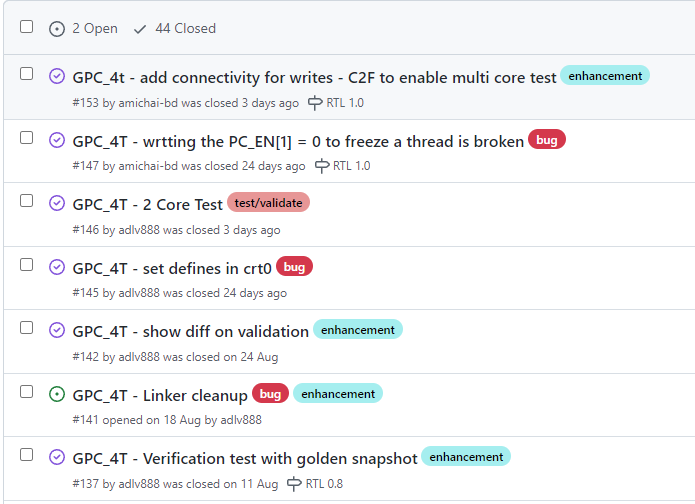 2 Open 44 Closed
GPC_4t - add connectivity for writes - C2F to enable multi core test enhancement
#153 by amichai-bd was closed 3 days ago RTL 1.0
GPC_4T - wrtting the PC_EN[1] = 0 to freeze a thread is broken bug
#147 by amichai-bd was closed 24 days ago RTL 1.0
GPC_4T - 2 Core Test test/validate
#146 by adlv888 was closed 3 days ago
GPC_4T - set defines in crt0 bug
#145 by adlv888 was closed 24 days ago
GPC_4T - show diff on validation enhancement
#142 by adlv888 was closed on 24 Aug
GPC_4T - Linker cleanup bug enhancement
#141 opened on 18 Aug by adlv888
GPC_4T - Verification test with golden snapshot enhancement
#137 by adlv888 was closed on 11 Aug RTL 0.8